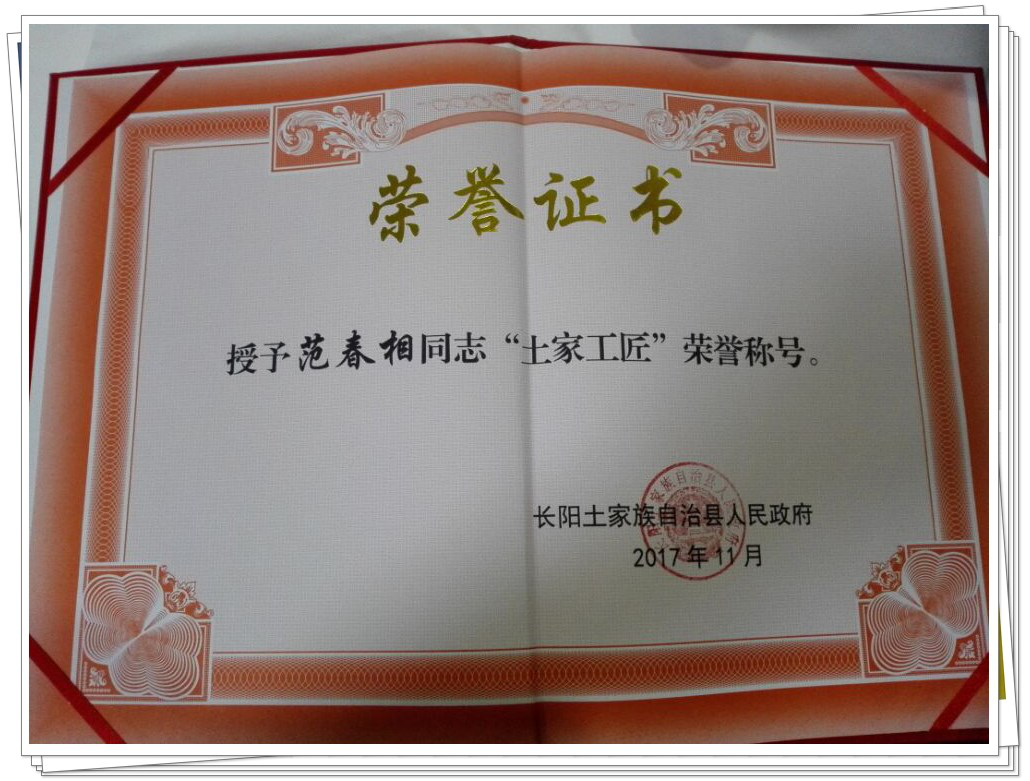 荣誉证书
授予范春相同志“土家工匠”荣誉称号。
长阳土家族自治县人民政府
2017年11月